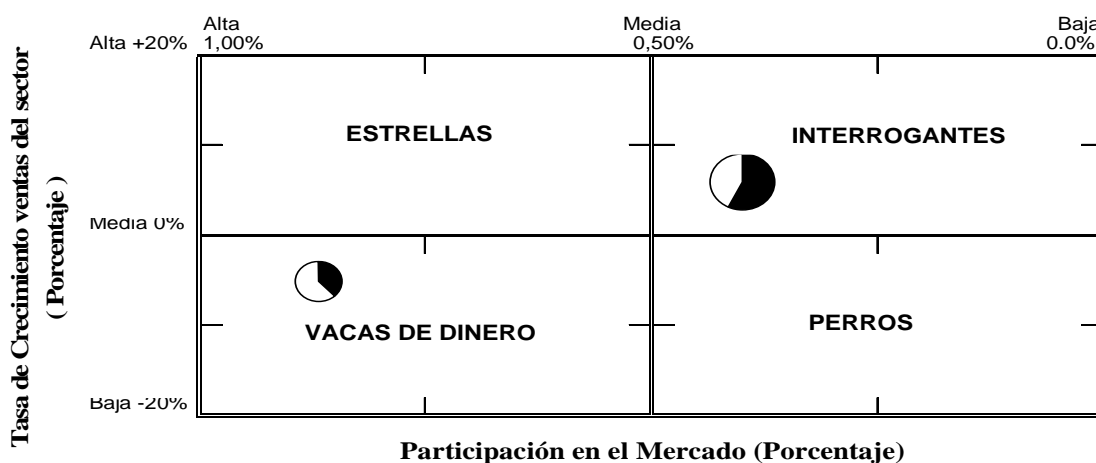 Alta
Media
Baja
Alta +20%
1,00%
0,50%
0.0%
ESTRELLAS
INTERROGANTES
Tasa de Crecimiento ventas del sector
( Porcentaje )
Media 0%
VACAS DE DINERO
PERROS
Baja -20%
Participación en el Mercado (Porcentaje)